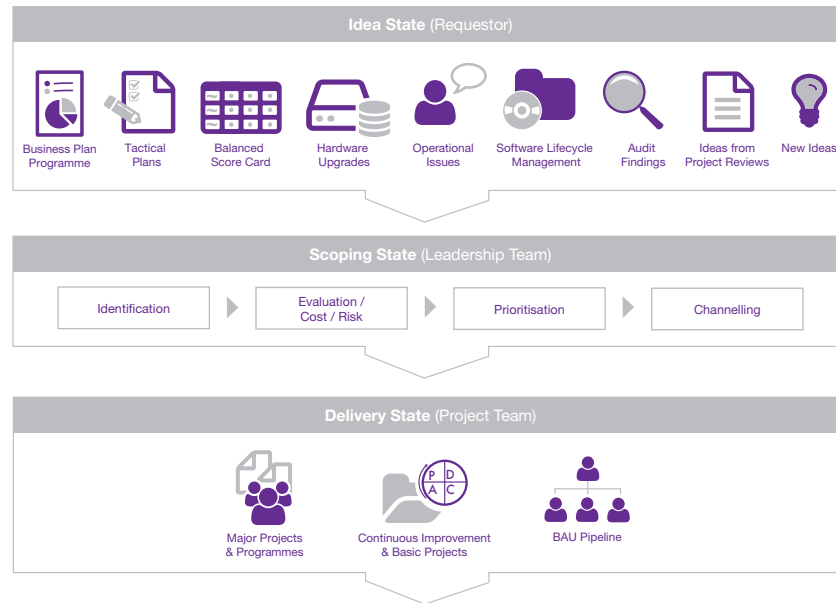 Idea State (Requestor)
Business Plan
Programme
Tactical
Plans
Balanced
Score Card
Hardware
Upgrades
Operational
Issues
Software Lifecycle
Management
Audit
Findings
Ideas from
Project Reviews
New Ideas
Scoping State (Leadership Team)
Identification
Evaluation /
Cost / Risk
Prioritisation
Channelling
Delivery State (Project Team)
P D
A C
Major Projects
& Programmes
Continuous Improvement
& Basic Projects
BAU Pipeline